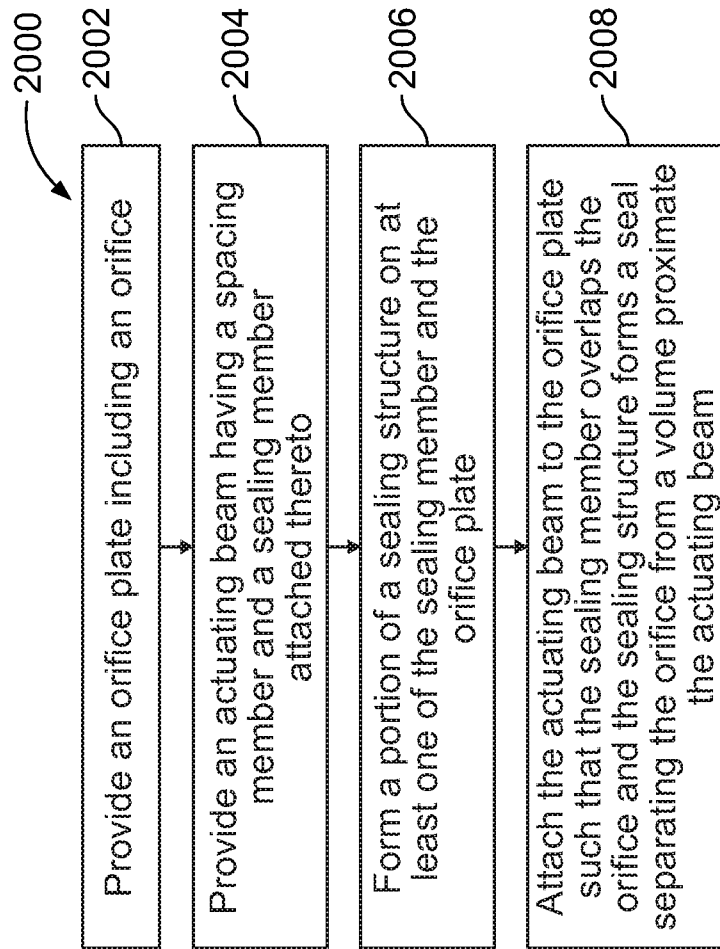 2000
Provide an orifice plate including an orifice
2002
Provide an actuating beam having a spacing
member and a sealing member
attached thereto
2004
Form a portion of a sealing structure on at
least one of the sealing member and the
orifice plate
2006
Attach the actuating beam to the orifice plate
such that the sealing member overlaps the
orifice and the sealing structure forms a seal
separating the orifice from a volume proximate
the actuating beam
2008